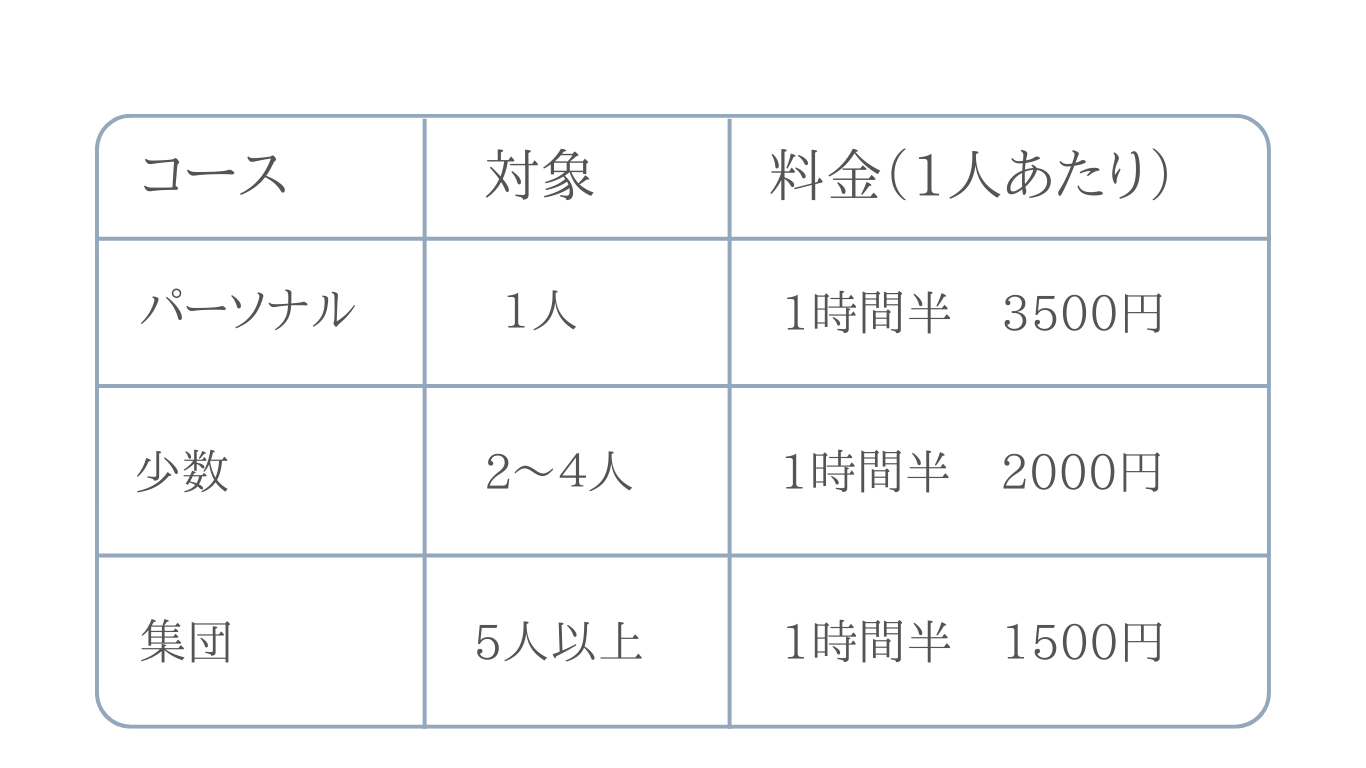 コース 対象 料金（1人あたり）
パーソナル 1人 1時間半　3500円
少数 2〜4人 1時間半　2000円
集団 5人以上 1時間半　1500円